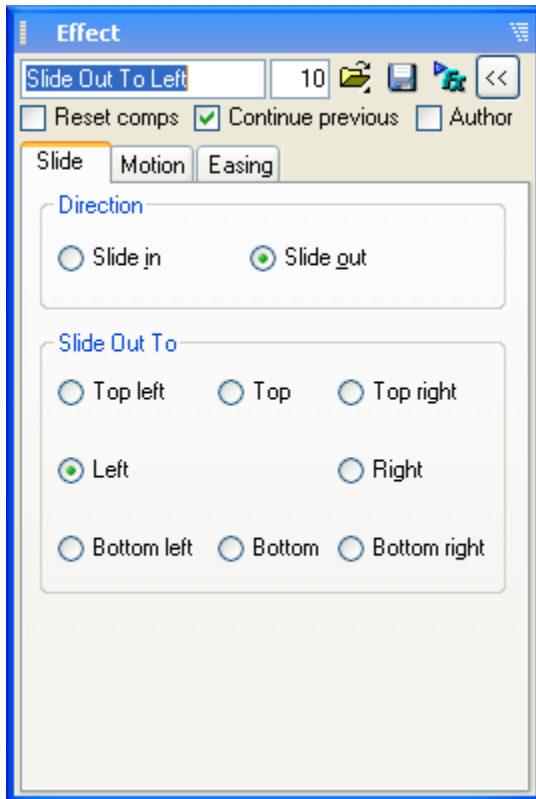 Effect
Slide Out To Left 10 Fx <<
Reset comps Continue previous Author
Slide Motion Easing
Direction
Slide in Slide out
Slide Out To
Top left Top Top right
Left Right
Bottom left Bottom Bottom right